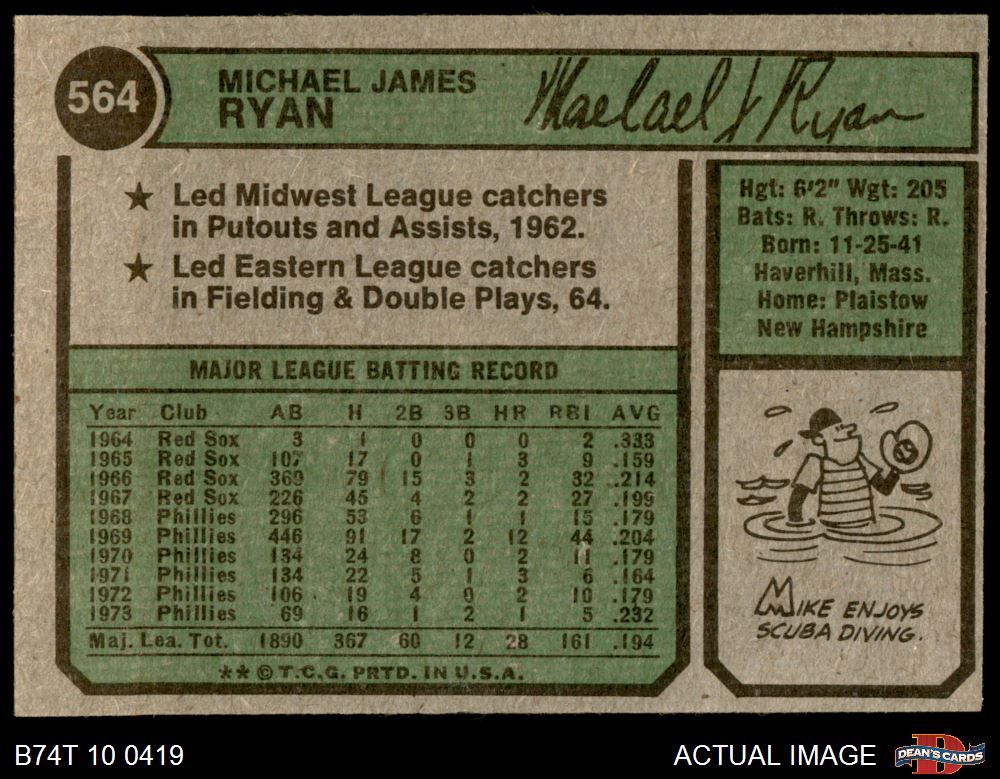 564
MICHAEL JAMES
RYAN
Michael J Ryan
★ Led Midwest League catchers
in Putouts and Assists, 1962.
★ Led Eastern League catchers
in Fielding & Double Plays, 64.
Hgt: 6'2" Wgt: 205
Bats: R. Throws: R.
Born: 11-25-41
Haverhill, Mass.
Home: Plaistow
New Hampshire
MAJOR LEAGUE BATTING RECORD
Year Club AB H 2B 3B HR RBI AVG
1964 Red Sox 3 1 0 0 0 2 .333
1965 Red Sox 107 17 0 1 3 9 .159
1966 Red Sox 369 79 15 3 2 32 .214
1967 Red Sox 226 45 4 2 2 27 .199
1968 Phillies 296 53 6 1 1 15 .179
1969 Phillies 446 91 17 2 12 44 .204
1970 Phillies 134 24 8 0 2 11 .179
1971 Phillies 134 22 5 1 3 6 .164
1972 Phillies 106 19 4 0 2 10 .179
1973 Phillies 69 16 1 2 1 5 .232
Maj. Lea. Tot. 1890 367 60 12 28 161 .194
** © T.C.G. PRTD. IN U.S.A.
MIKE ENJOYS
SCUBA DIVING.
B74T 10 0419
ACTUAL IMAGE
DEAN'S CARDS